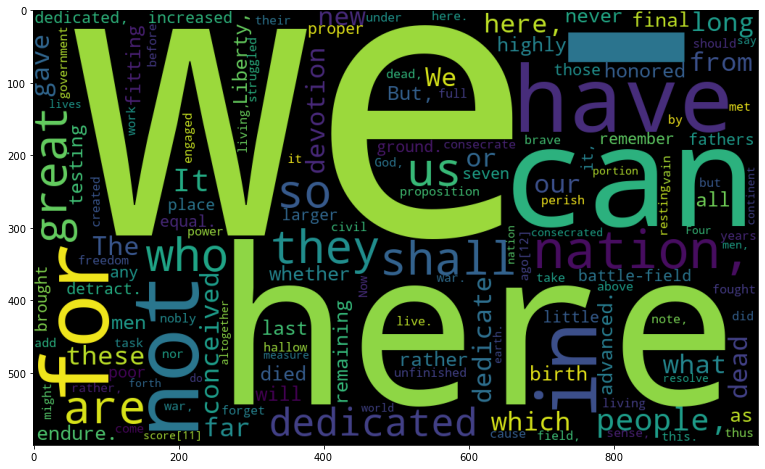 0
100
200
300
400
500
0
200
400
600
800
We
here
can
have
for
not
nation,
in
—
great
shall
they
who
us
so
are
people,
dedicated
dedicated,
increased
their
under
here.
new
proper
here,
never
final
long
gave
government
before
fitting
Liberty,
struggled
dead,
We
But,
full
highly
those
honored
from
should
say
lives
testing
work
engaged
living.
devotion
ground.
consecrate
God,
proposition
or
seven
brave
remember
by
met
fathers
it
It
place
created
equal.
larger
civil
power
our
perish
portion
it,
resting
vain
but
all
continent
The
freedom
any
detract.
brought
men
add
task
nobly
these
nor
poor
conceived
altogether
whether
war.
nation
ago[12]
consecrated
Four
men,
years
take
battle-field
above
fought
Now
last
hallow
measure
died
remaining
live.
rather
unfinished
dedicate
earth.
little
advanced.
note,
did
birth
what
resolve
dead
will
might
rather,
forth
do
come
war,
forget
world
endure.
score[11]
far
which
cause
field,
living
sense,
this.
as
thus